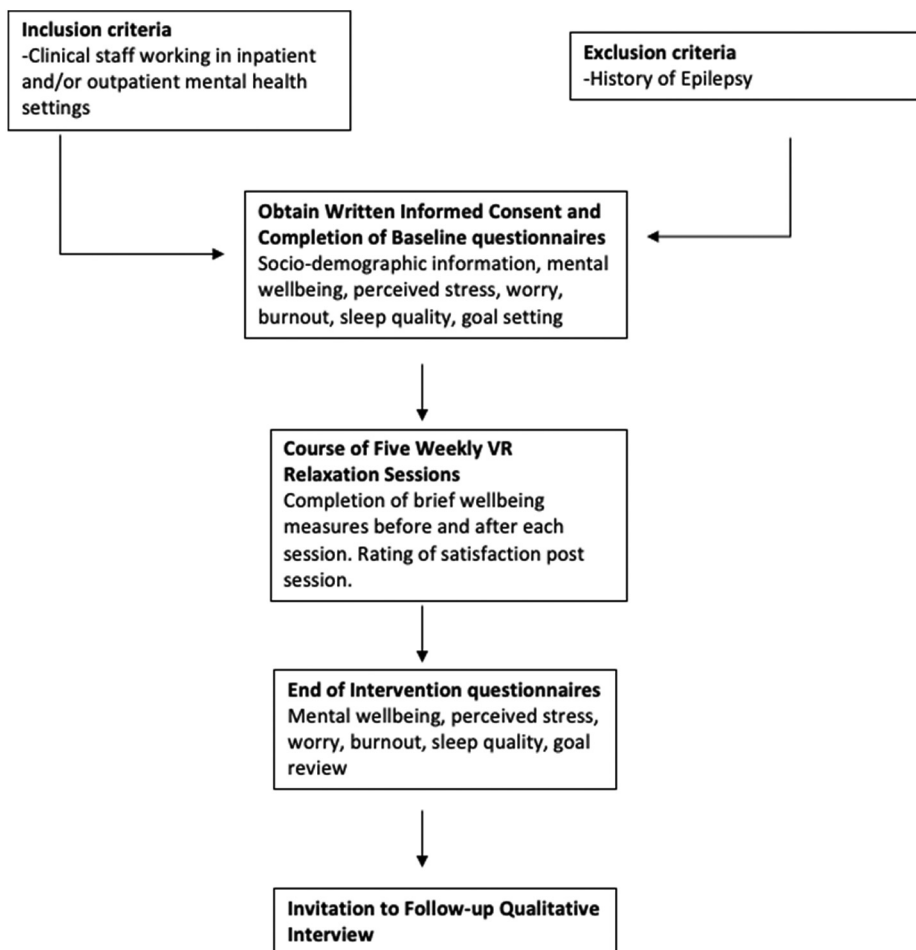 Inclusion criteria
-Clinical staff working in inpatient
and/or outpatient mental health
settings
Exclusion criteria
-History of Epilepsy
Obtain Written Informed Consent and
Completion of Baseline questionnaires
Socio-demographic information, mental
wellbeing, perceived stress, worry,
burnout, sleep quality, goal setting
Course of Five Weekly VR
Relaxation Sessions
Completion of brief wellbeing
measures before and after each
session. Rating of satisfaction post
session.
End of Intervention questionnaires
Mental wellbeing, perceived stress,
worry, burnout, sleep quality, goal
review
Invitation to Follow-up Qualitative
Interview